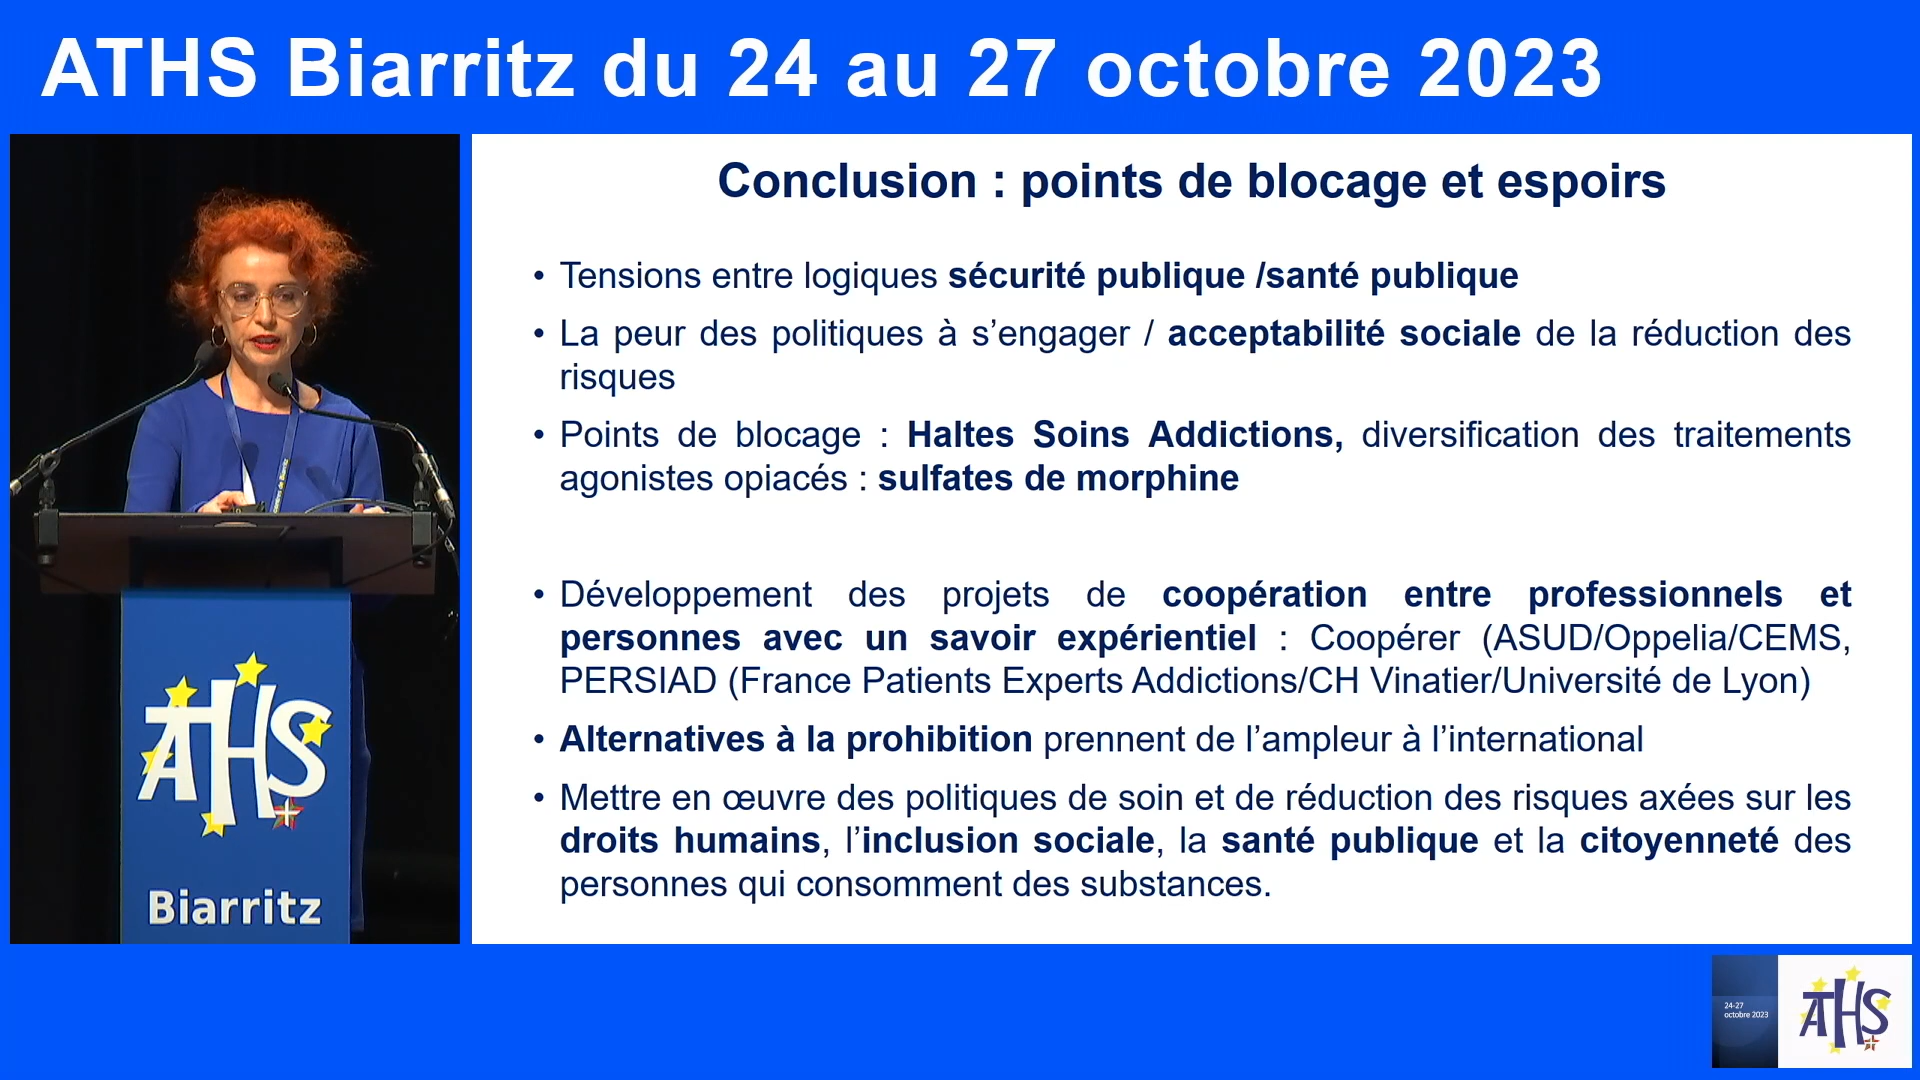 ATHS Biarritz du 24 au 27 octobre 2023
Conclusion : points de blocage et espoirs
• Tensions entre logiques sécurité publique /santé publique
• La peur des politiques à s’engager / acceptabilité sociale de la réduction des
risques
• Points de blocage : Haltes Soins Addictions, diversification des traitements
agonistes opiacés : sulfates de morphine
• Développement des projets de coopération entre professionnels et
personnes avec un savoir expérientiel : Coopérer (ASUD/Oppelia/CEMS,
PERSIAD (France Patients Experts Addictions/CH Vinatier/Université de Lyon)
• Alternatives à la prohibition prennent de l’ampleur à l’international
• Mettre en œuvre des politiques de soin et de réduction des risques axées sur les
droits humains, l’inclusion sociale, la santé publique et la citoyenneté des
personnes qui consomment des substances.
ATHS
Biarritz
24-27
octobre 2023
ATHS